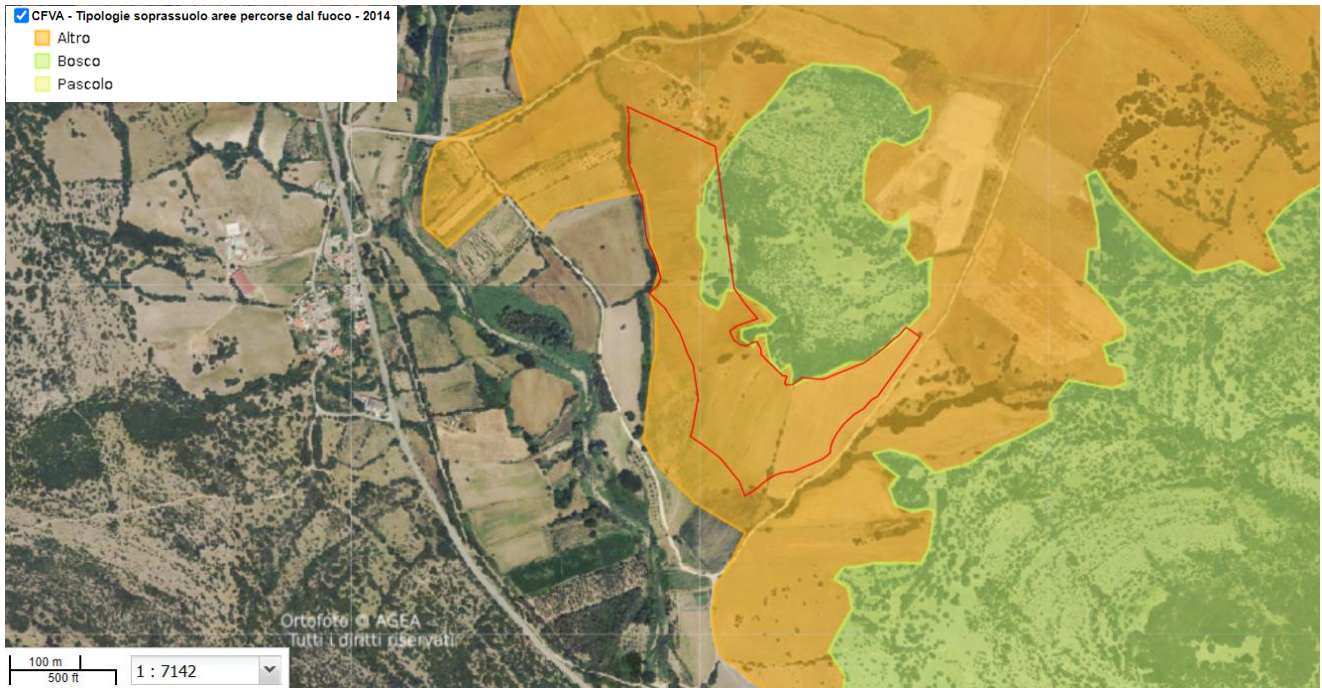 CFVA - Tipologie soprassuolo aree percorse dal fuoco - 2014
Altro
Bosco
Pascolo
Ortofoto © AGEA
Tutti i diritti riservati
100 m
500 ft
1 : 7142